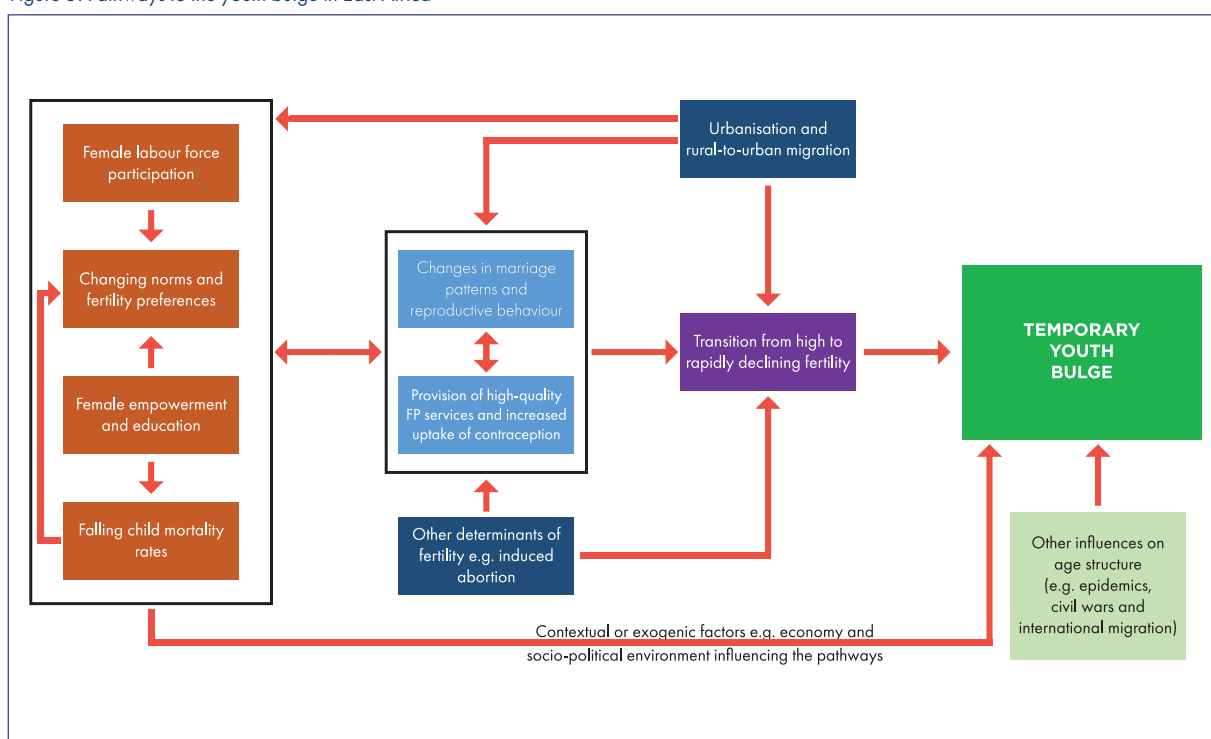 Female labour force
participation
Changing norms and
fertility preferences
Female empowerment
and education
Falling child mortality
rates
Urbanisation and
rural-to-urban migration
Changes in marriage
patterns and
reproductive behaviour
Provision of high-quality
FP services and increased
uptake of contraception
Other determinants of
fertility e.g. induced
abortion
Transition from high to
rapidly declining fertility
TEMPORARY
YOUTH
BULGE
Other influences on
age structure
(e.g. epidemics,
civil wars and
international migration)
Contextual or exogenic factors e.g. economy and
socio-political environment influencing the pathways